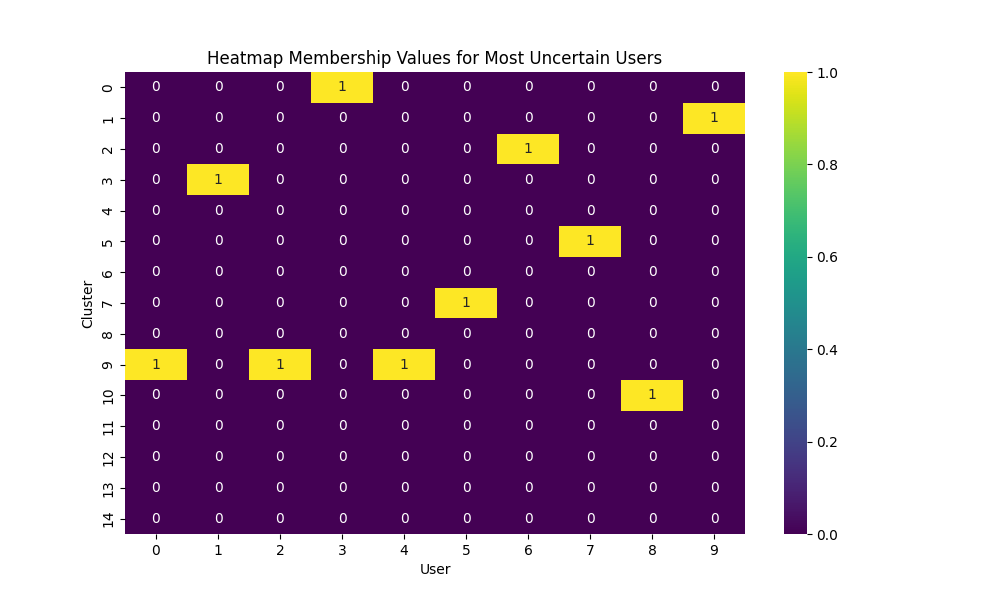 Heatmap Membership Values for Most Uncertain Users
0 0 0 0 1 0 0 0 0 0 0
1 0 0 0 0 0 0 0 0 0 1
2 0 0 0 0 0 0 1 0 0 0
3 0 1 0 0 0 0 0 0 0 0
4 0 0 0 0 0 0 0 0 0 0
5 0 0 0 0 0 0 0 1 0 0
6 0 0 0 0 0 0 0 0 0 0
7 0 0 0 0 0 1 0 0 0 0
8 0 0 0 0 0 0 0 0 0 0
9 1 0 1 0 1 0 0 0 0 0
10 0 0 0 0 0 0 0 0 1 0
11 0 0 0 0 0 0 0 0 0 0
12 0 0 0 0 0 0 0 0 0 0
13 0 0 0 0 0 0 0 0 0 0
14 0 0 0 0 0 0 0 0 0 0
Cluster
0 1 2 3 4 5 6 7 8 9
User
1.0
0.8
0.6
0.4
0.2
0.0